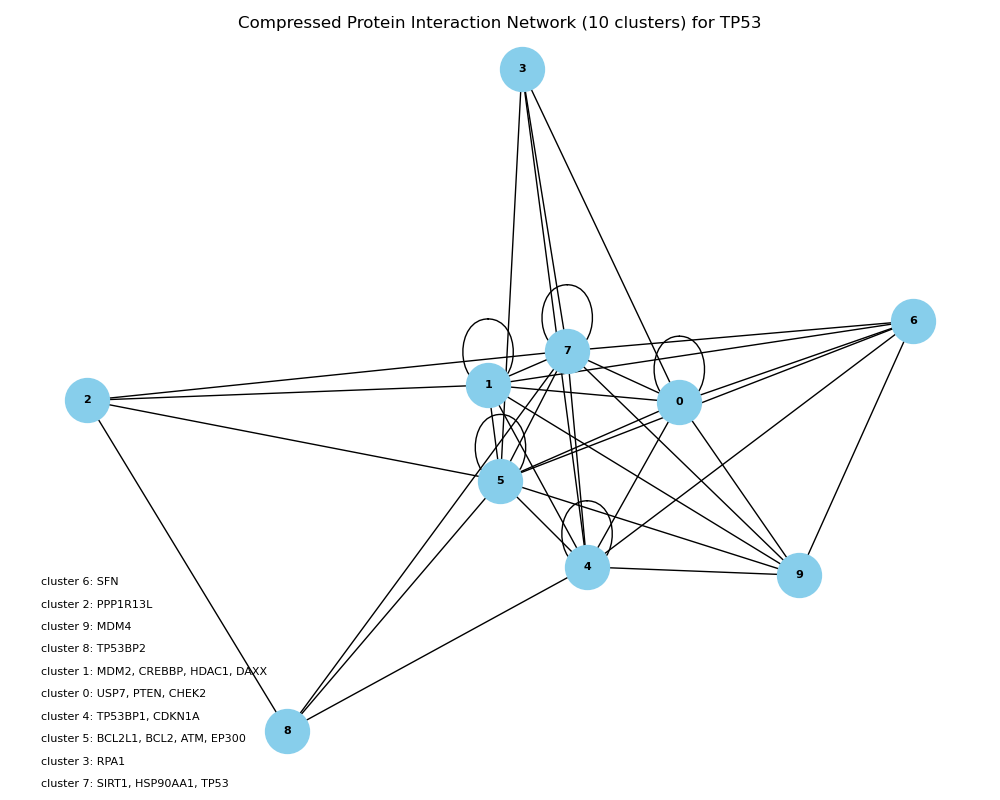 Compressed Protein Interaction Network (10 clusters) for TP53
3
6
7
1
2
0
5
4
9
cluster 6: SFN
cluster 2: PPP1R13L
cluster 9: MDM4
cluster 8: TP53BP2
cluster 1: MDM2, CREBBP, HDAC1, DAXX
cluster 0: USP7, PTEN, CHEK2
cluster 4: TP53BP1, CDKN1A
8
cluster 5: BCL2L1, BCL2, ATM, EP300
cluster 3: RPA1
cluster 7: SIRT1, HSP90AA1, TP53